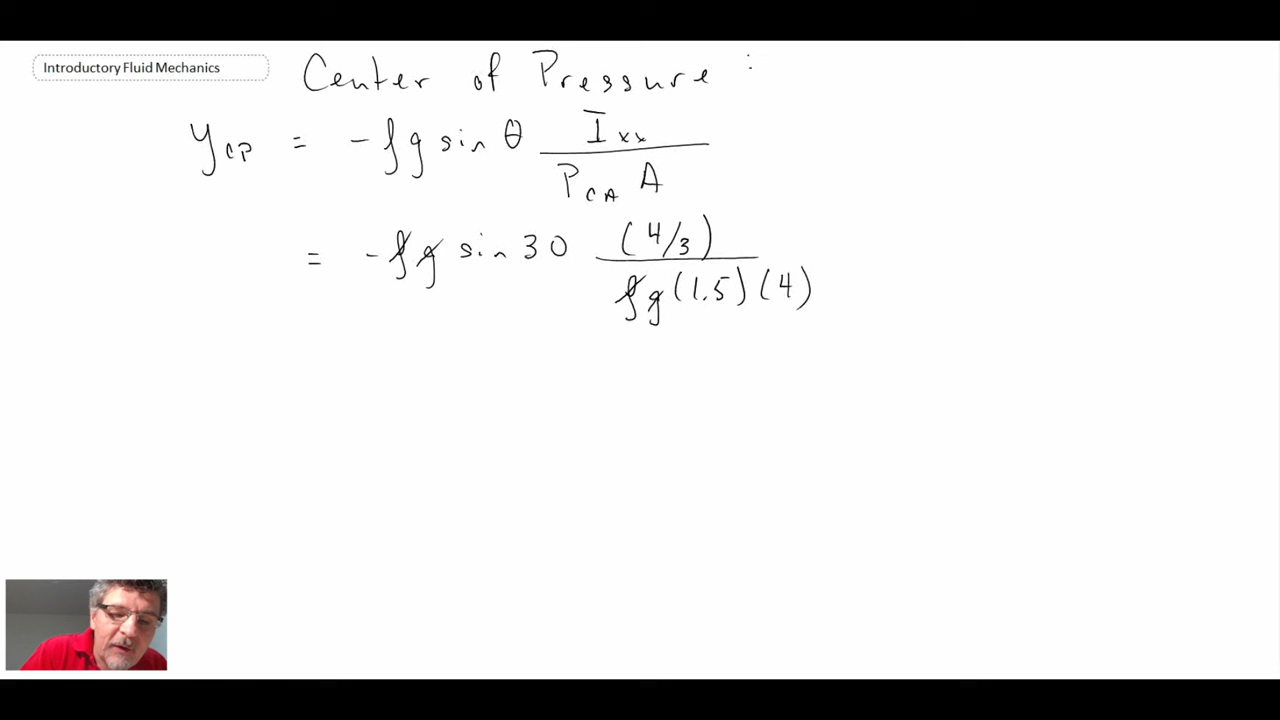 Introductory Fluid Mechanics
Center of Pressure :
y_CP = -ρg sin θ I_xx / (P_CA A)
= -ρg sin 30 (4/3) / (ρg (1.5) (4))